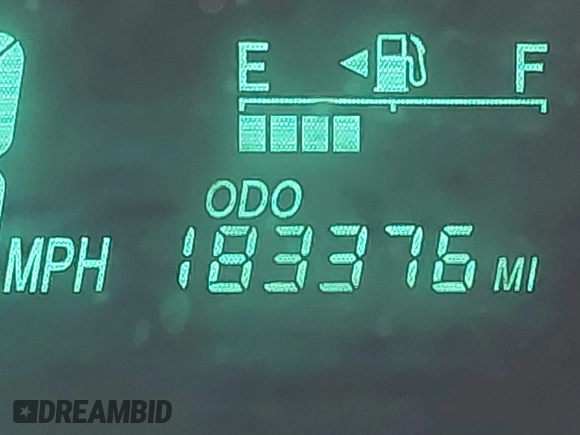 E F
ODO
MPH 183376 MI
DREAMBID